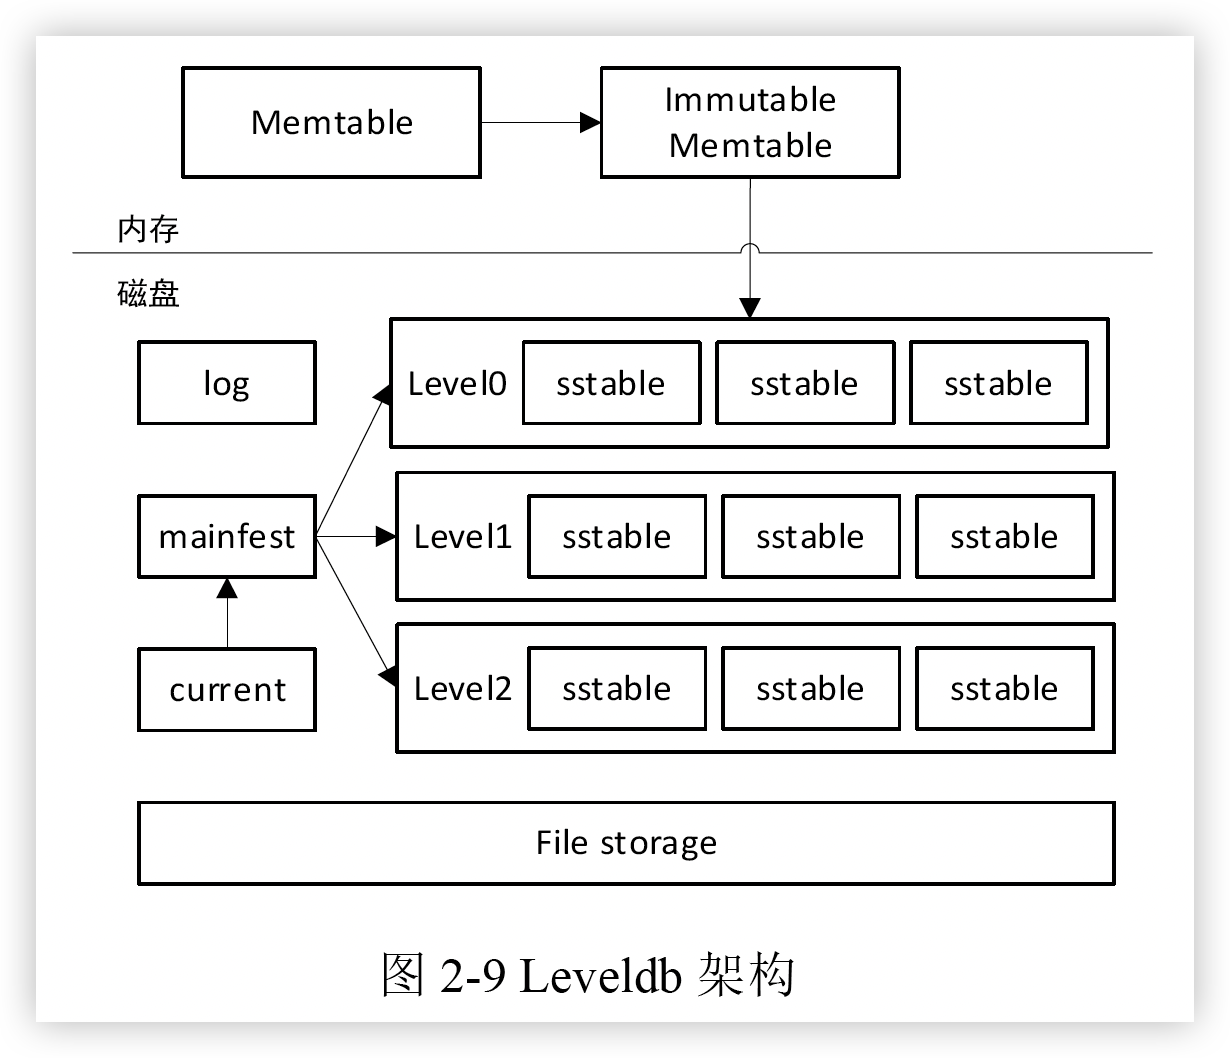 Memtable
Immutable
Memtable
内存
磁盘
log
Level0 sstable sstable sstable
mainfest
Level1 sstable sstable sstable
current
Level2 sstable sstable sstable
File storage
图 2-9 Leveldb 架构